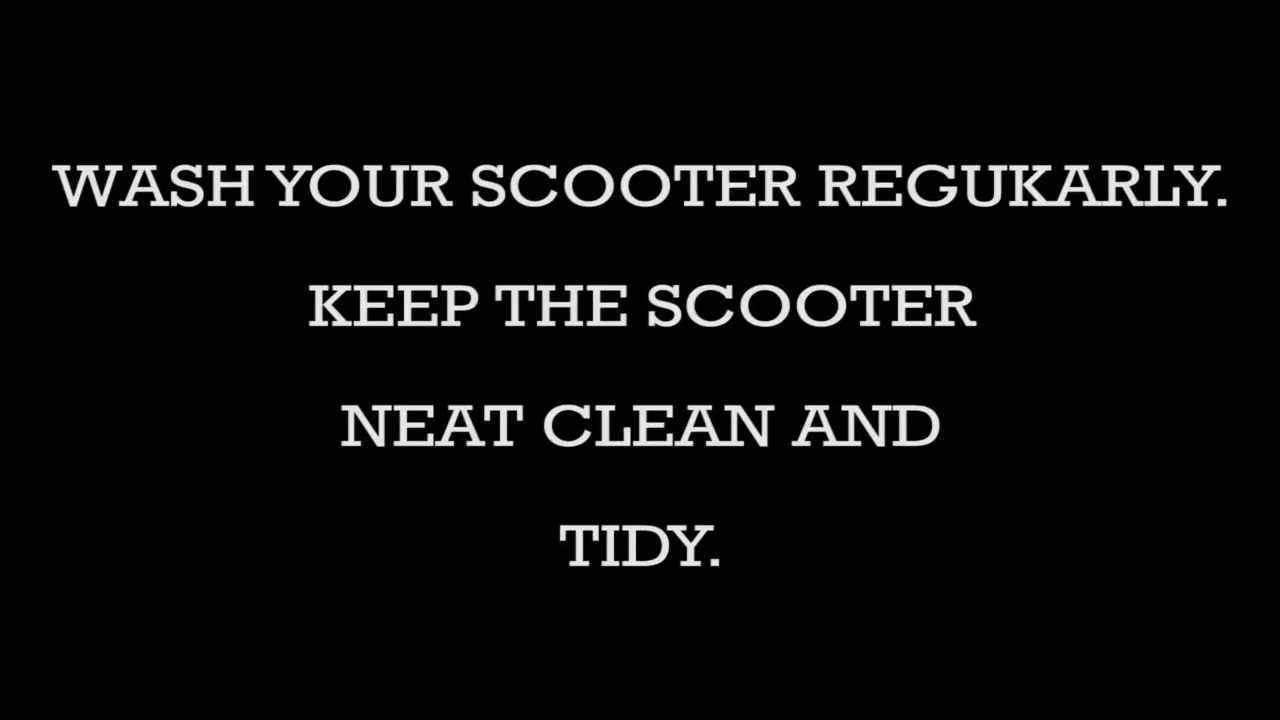 WASH YOUR SCOOTER REGUKARLY.
KEEP THE SCOOTER
NEAT CLEAN AND
TIDY.